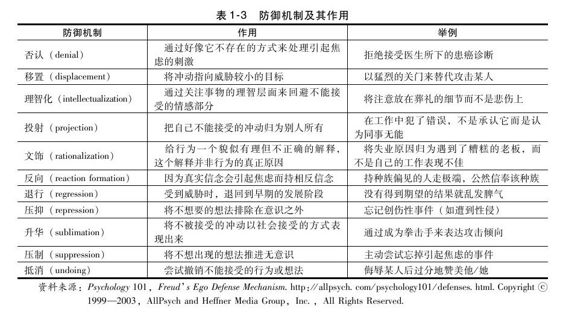 表 1-3　防御机制及其作用
防御机制　作用　举例
否认（denial）　通过好像它不存在的方式来处理引起焦虑的刺激　拒绝接受医生所下的患癌诊断
移置（displacement）　将冲动指向威胁较小的目标　以猛烈的关门来替代攻击某人
理智化（intellectualization）　通过关注事物的理智层面来回避不能接受的情感部分　将注意放在葬礼的细节而不是悲伤上
投射（projection）　把自己不能接受的冲动归为别人所有　在工作中犯了错误，不是承认它而是认为同事无能
文饰（rationalization）　给行为一个貌似有理但不正确的解释，这个解释并非行为的真正原因　将失业原因归为遇到了糟糕的老板，而不是自己的工作表现不佳
反向（reaction formation）　因为真实信念会引起焦虑而持相反信念　持种族偏见的人走极端，公然信奉该种族
退行（regression）　受到威胁时，退回到早期的发展阶段　没有得到期望的结果就乱发脾气
压抑（repression）　将不想要的想法排除在意识之外　忘记创伤性事件（如遭到性侵）
升华（sublimation）　将不被接受的冲动以社会接受的方式表现出来　通过成为拳击手来表达攻击倾向
压制（suppression）　将不想出现的想法推进无意识　主动尝试忘掉引起焦虑的事件
抵消（undoing）　尝试撤销不能接受的行为或想法　侮辱某人后过分地赞美他/她
资料来源：Psychology 101, Freud's Ego Defense Mechanism. http://allpsych. com/psychology101/defenses. html. Copyright ©
1999—2003, AllPsych and Heffner Media Group, Inc. , All Rights Reserved.